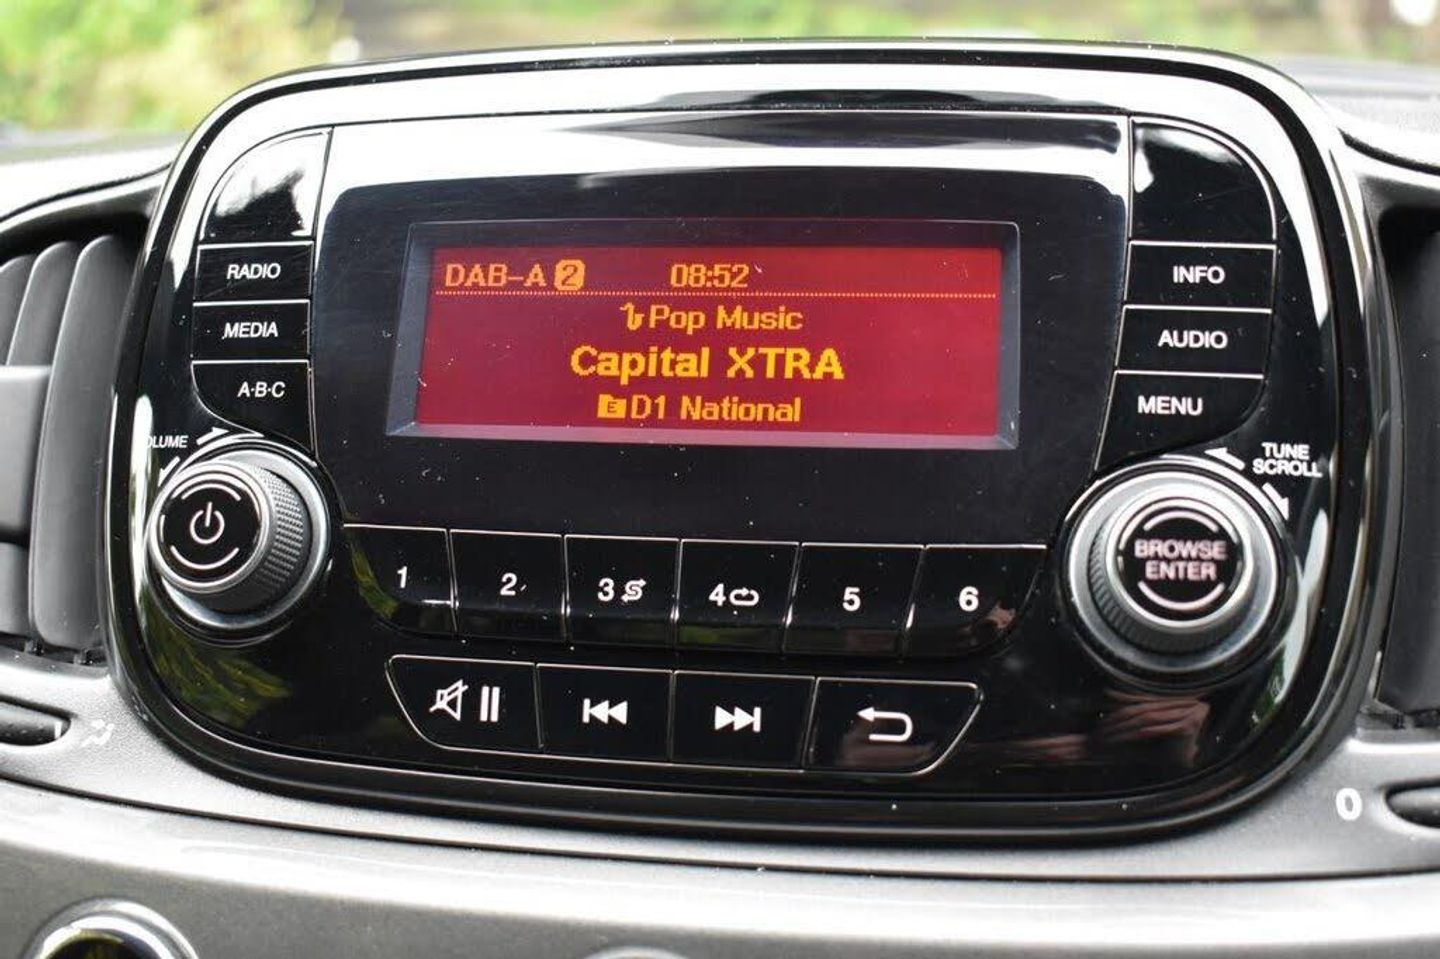 DAB-A 2 08:52
Pop Music
Capital XTRA
E D1 National
RADIO
MEDIA
A·B·C
INFO
AUDIO
MENU
TUNE
SCROLL
BROWSE
ENTER
1 2 3 4 5 6
0